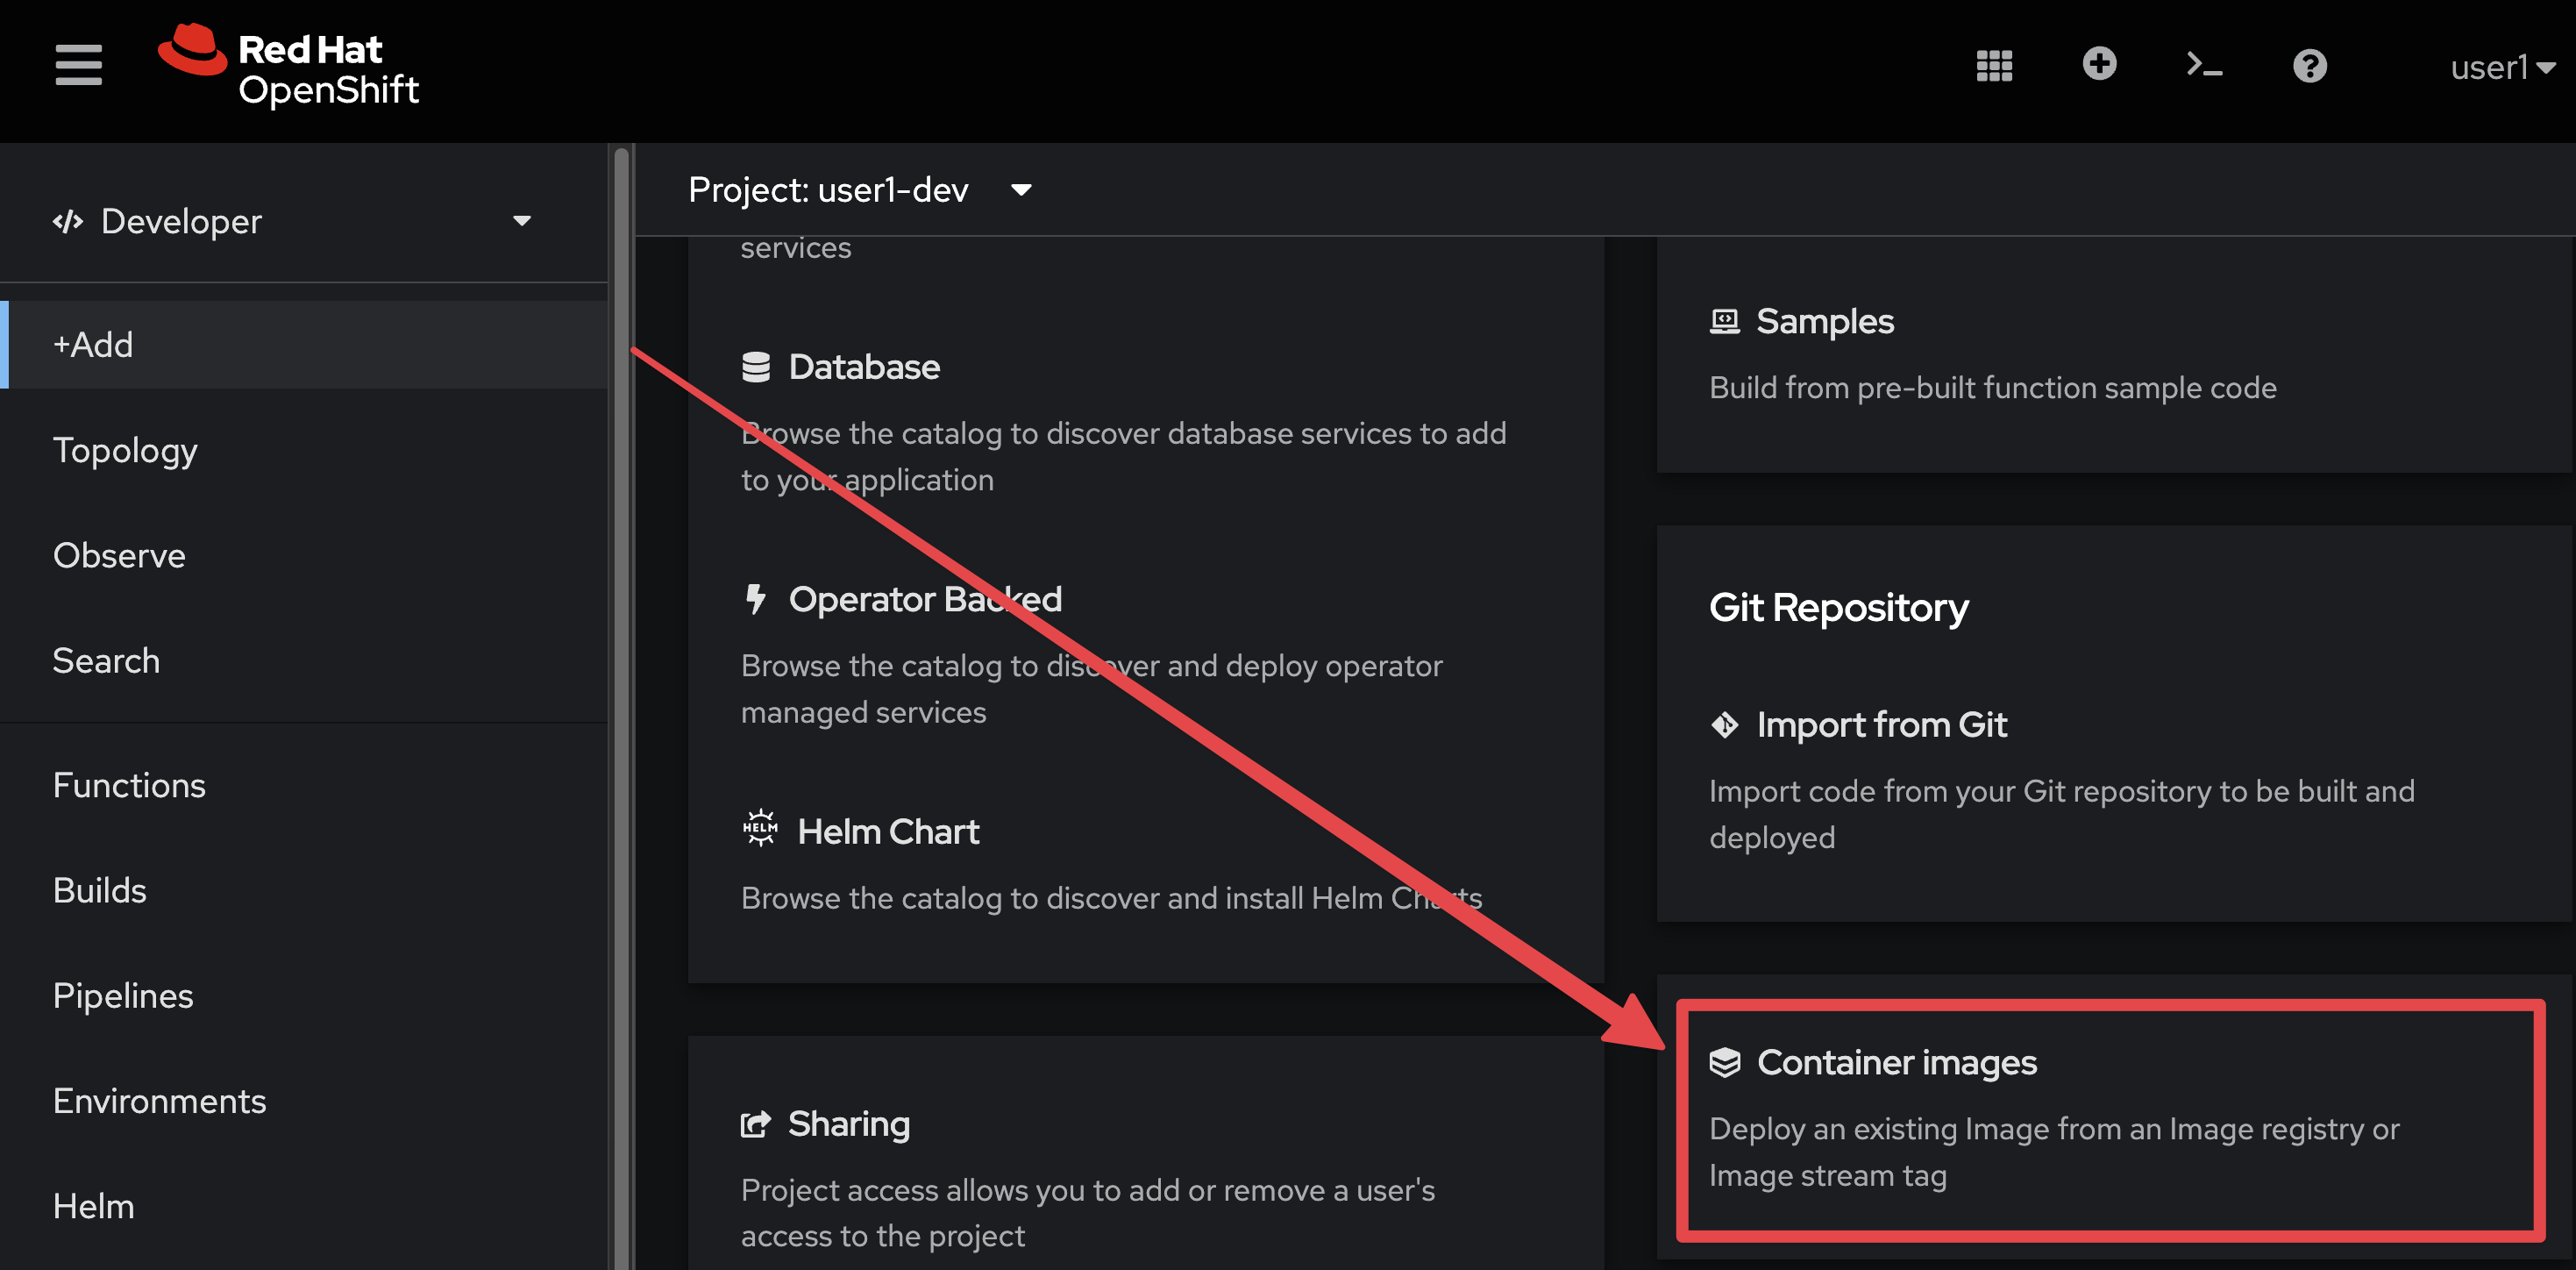 Red Hat
OpenShift
user1
Developer
+Add
Topology
Observe
Search
Functions
Builds
Pipelines
Environments
Helm
Project: user1-dev
services
Database
Browse the catalog to discover database services to add
to your application
Operator Backed
Browse the catalog to discover and deploy operator
managed services
HELM
Helm Chart
Browse the catalog to discover and install Helm Charts
Sharing
Project access allows you to add or remove a user's
access to the project
Samples
Build from pre-built function sample code
Git Repository
Import from Git
Import code from your Git repository to be built and
deployed
Container images
Deploy an existing Image from an Image registry or
Image stream tag